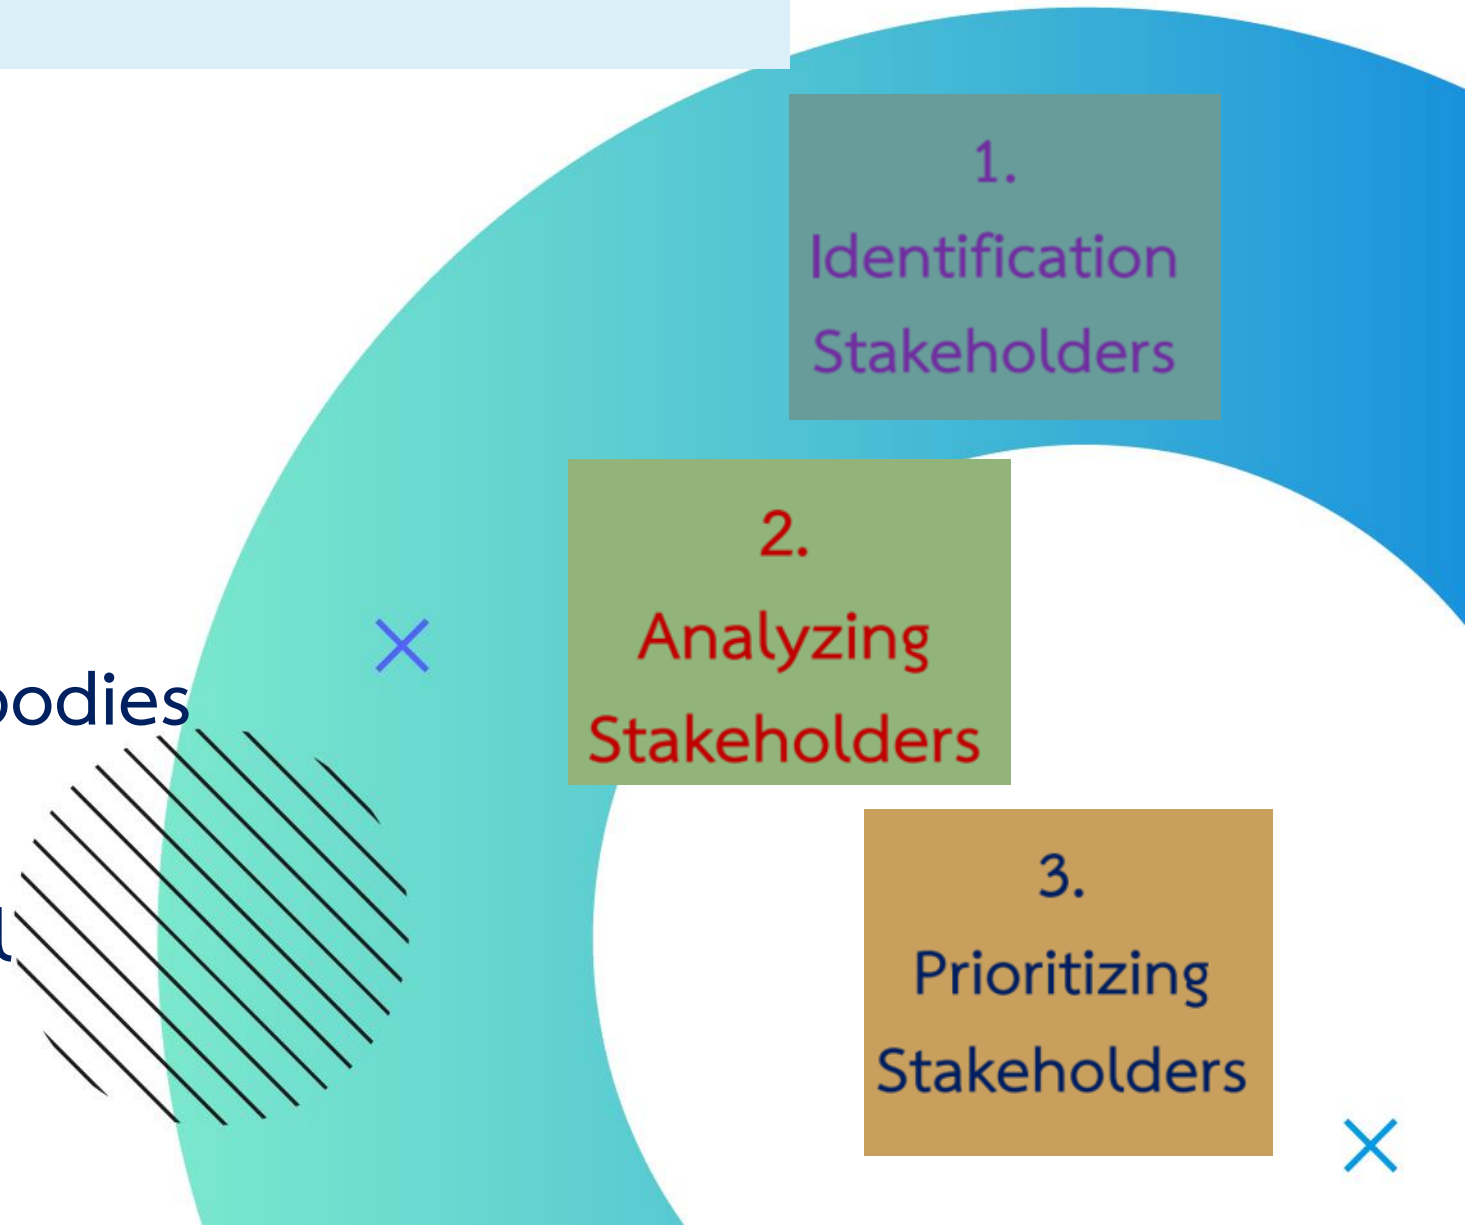 1.
Identification
Stakeholders
2.
Analyzing
Stakeholders
odies
3.
Prioritizing
Stakeholders